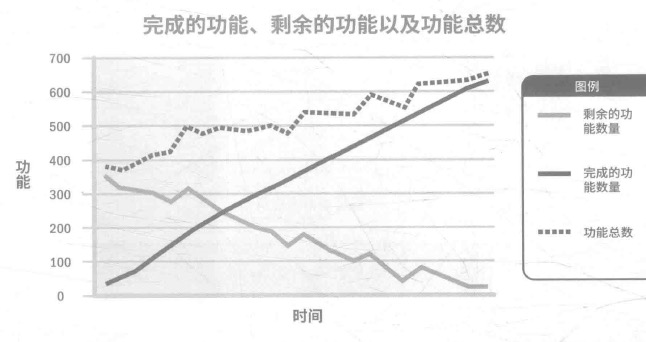 完成的功能、剩余的功能以及功能总数
700
600
500
400
300
200
100
0
功能
时间
图例
剩余的功
能数量
完成的功
能数量
功能总数